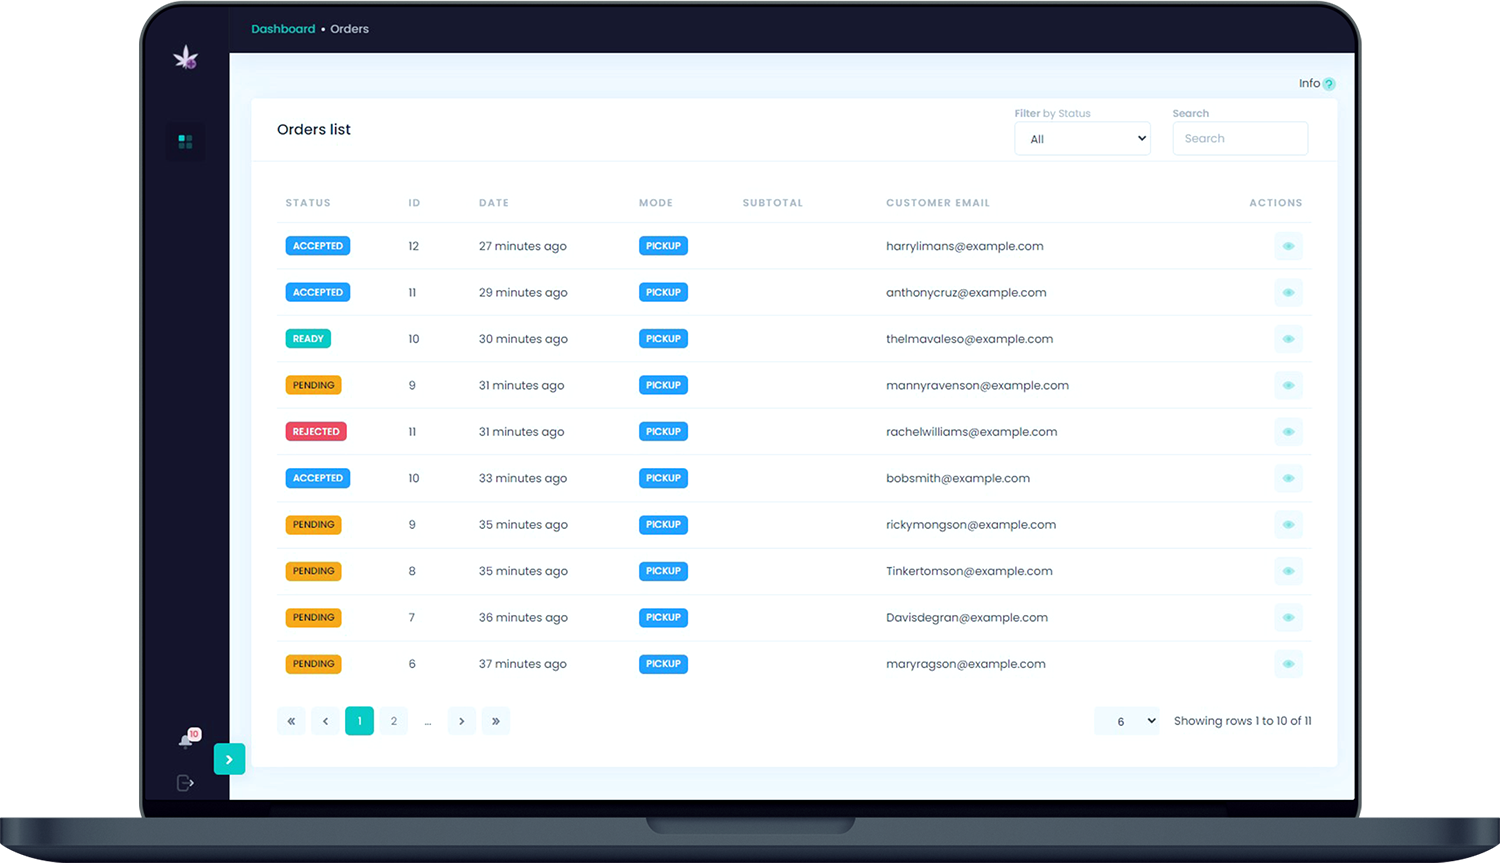 Dashboard • Orders
Info ?
Orders list
Filter by Status
All
Search
Search
STATUS ID DATE MODE SUBTOTAL CUSTOMER EMAIL ACTIONS
ACCEPTED 12 27 minutes ago PICKUP harrylimans@example.com
ACCEPTED 11 29 minutes ago PICKUP anthonycruz@example.com
READY 10 30 minutes ago PICKUP thelmavaleso@example.com
PENDING 9 31 minutes ago PICKUP mannyravenson@example.com
REJECTED 11 31 minutes ago PICKUP rachelwilliams@example.com
ACCEPTED 10 33 minutes ago PICKUP bobsmith@example.com
PENDING 9 35 minutes ago PICKUP rickymongson@example.com
PENDING 8 35 minutes ago PICKUP Tinkertomson@example.com
PENDING 7 36 minutes ago PICKUP Davisdegran@example.com
PENDING 6 37 minutes ago PICKUP maryragson@example.com
« ‹ 1 2 ... › » 6 Showing rows 1 to 10 of 11
10